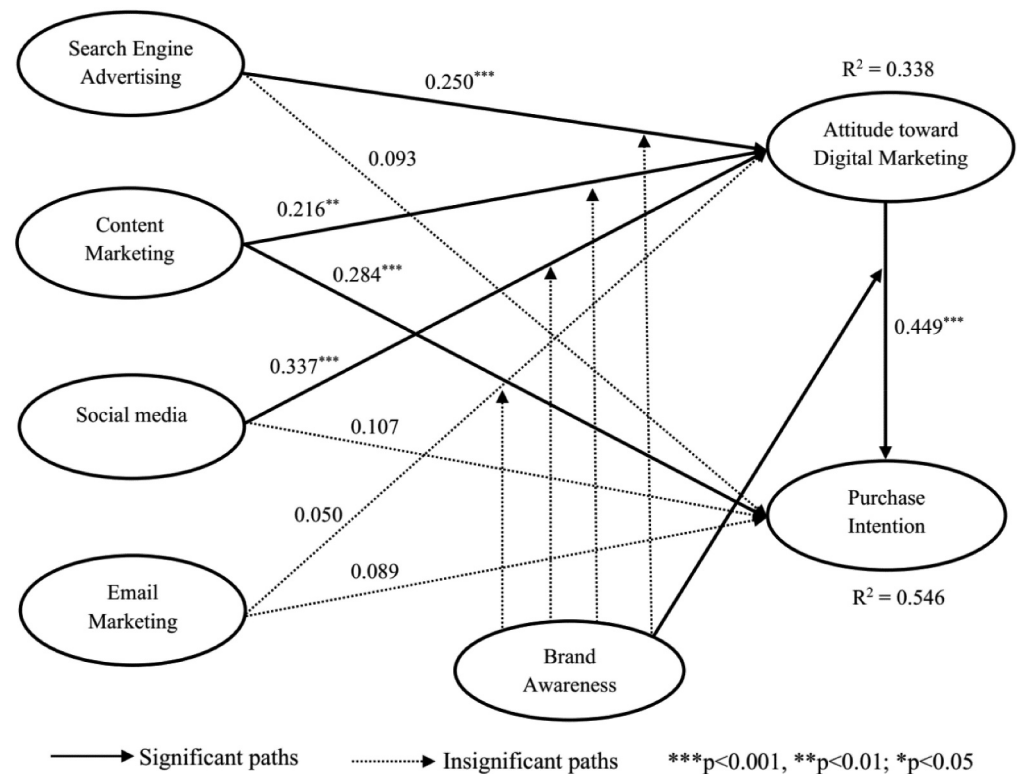 Search Engine
Advertising
0.250***
R² = 0.338
Attitude toward
Digital Marketing
0.093
Content
Marketing
0.216**
0.284***
0.449***
Social media
0.337***
0.107
Purchase
Intention
0.050
0.089
R² = 0.546
Email
Marketing
Brand
Awareness
Significant paths
Insignificant paths
***p<0.001, **p<0.01; *p<0.05